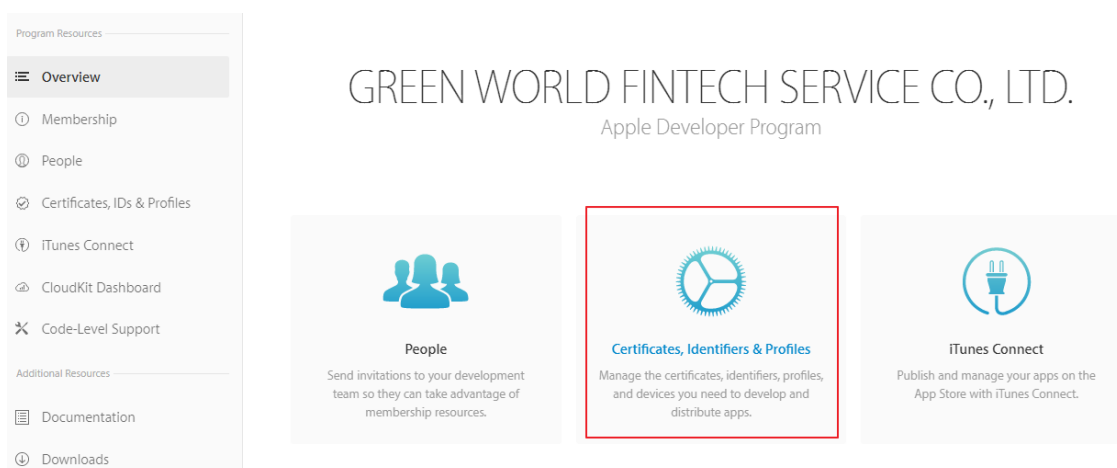 Program Resources
Overview
Membership
People
Certificates, IDs & Profiles
iTunes Connect
CloudKit Dashboard
Code-Level Support
Additional Resources
Documentation
Downloads
GREEN WORLD FINTECH SERVICE CO., LTD.
Apple Developer Program
People
Send invitations to your development
team so they can take advantage of
membership resources.
Certificates, Identifiers & Profiles
Manage the certificates, identifiers, profiles,
and devices you need to develop and
distribute apps.
iTunes Connect
Publish and manage your apps on the
App Store with iTunes Connect.